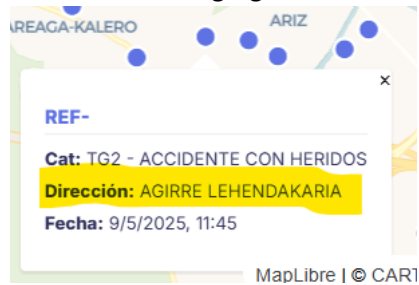 AREAGA-KALERO
ARIZ
×
REF-
Cat: TG2 - ACCIDENTE CON HERIDOS
Dirección: AGIRRE LEHENDAKARIA
Fecha: 9/5/2025, 11:45
MapLibre | © CART